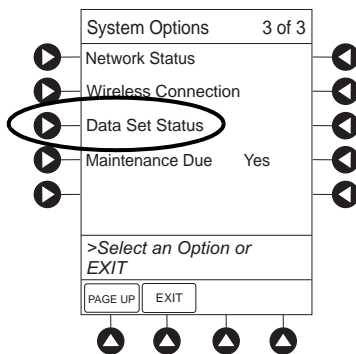 System Options 3 of 3
Network Status
Wireless Connection
Data Set Status
Maintenance Due Yes
>Select an Option or
EXIT
PAGE UP EXIT